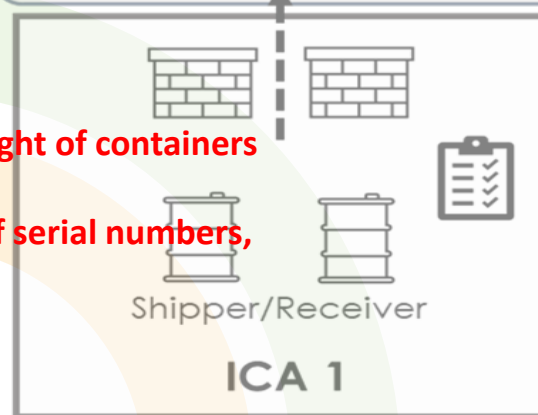 ght of containers
f serial numbers,
Shipper/Receiver
ICA 1